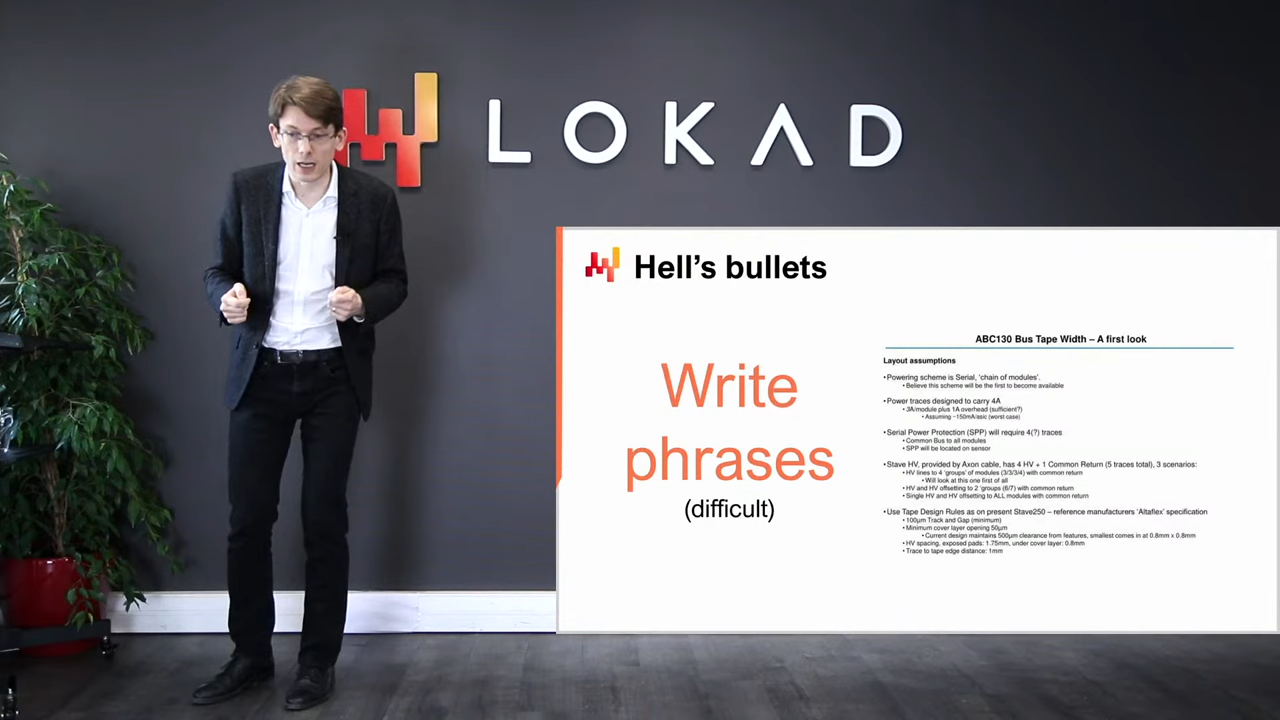 LOKAD
Hell's bullets
Write
phrases
(difficult)
ABC130 Bus Tape Width – A first look
Layout assumptions
•Powering scheme is Serial, 'chain of modules'.
•Believe this scheme will be the first to become available
•Power traces designed to carry 4A
•3A/module plus 1A overhead (sufficient?)
•Assuming ~150mA/asic (worst case)
•Serial Power Protection (SPP) will require 4(?) traces
•Common Bus to all modules
•SPP will be located on sensor
•Stave HV, provided by Axon cable, has 4 HV + 1 Common Return (5 traces total), 3 scenarios:
•HV lines to 4 'groups' of modules (3/3/3/4) with common return
•Will look at this one first of all
•HV and HV offsetting to 2 'groups (6/7) with common return
•Single HV and HV offsetting to ALL modules with common return
•Use Tape Design Rules as on present Stave250 – reference manufacturers 'Altaflex' specification
•100µm Track and Gap (minimum)
•Minimum cover layer opening 50µm
•Current design maintains 500µm clearance from features, smallest comes in at 0.8mm x 0.8mm
•HV spacing, exposed pads: 1.75mm, under cover layer: 0.8mm
•Trace to tape edge distance: 1mm